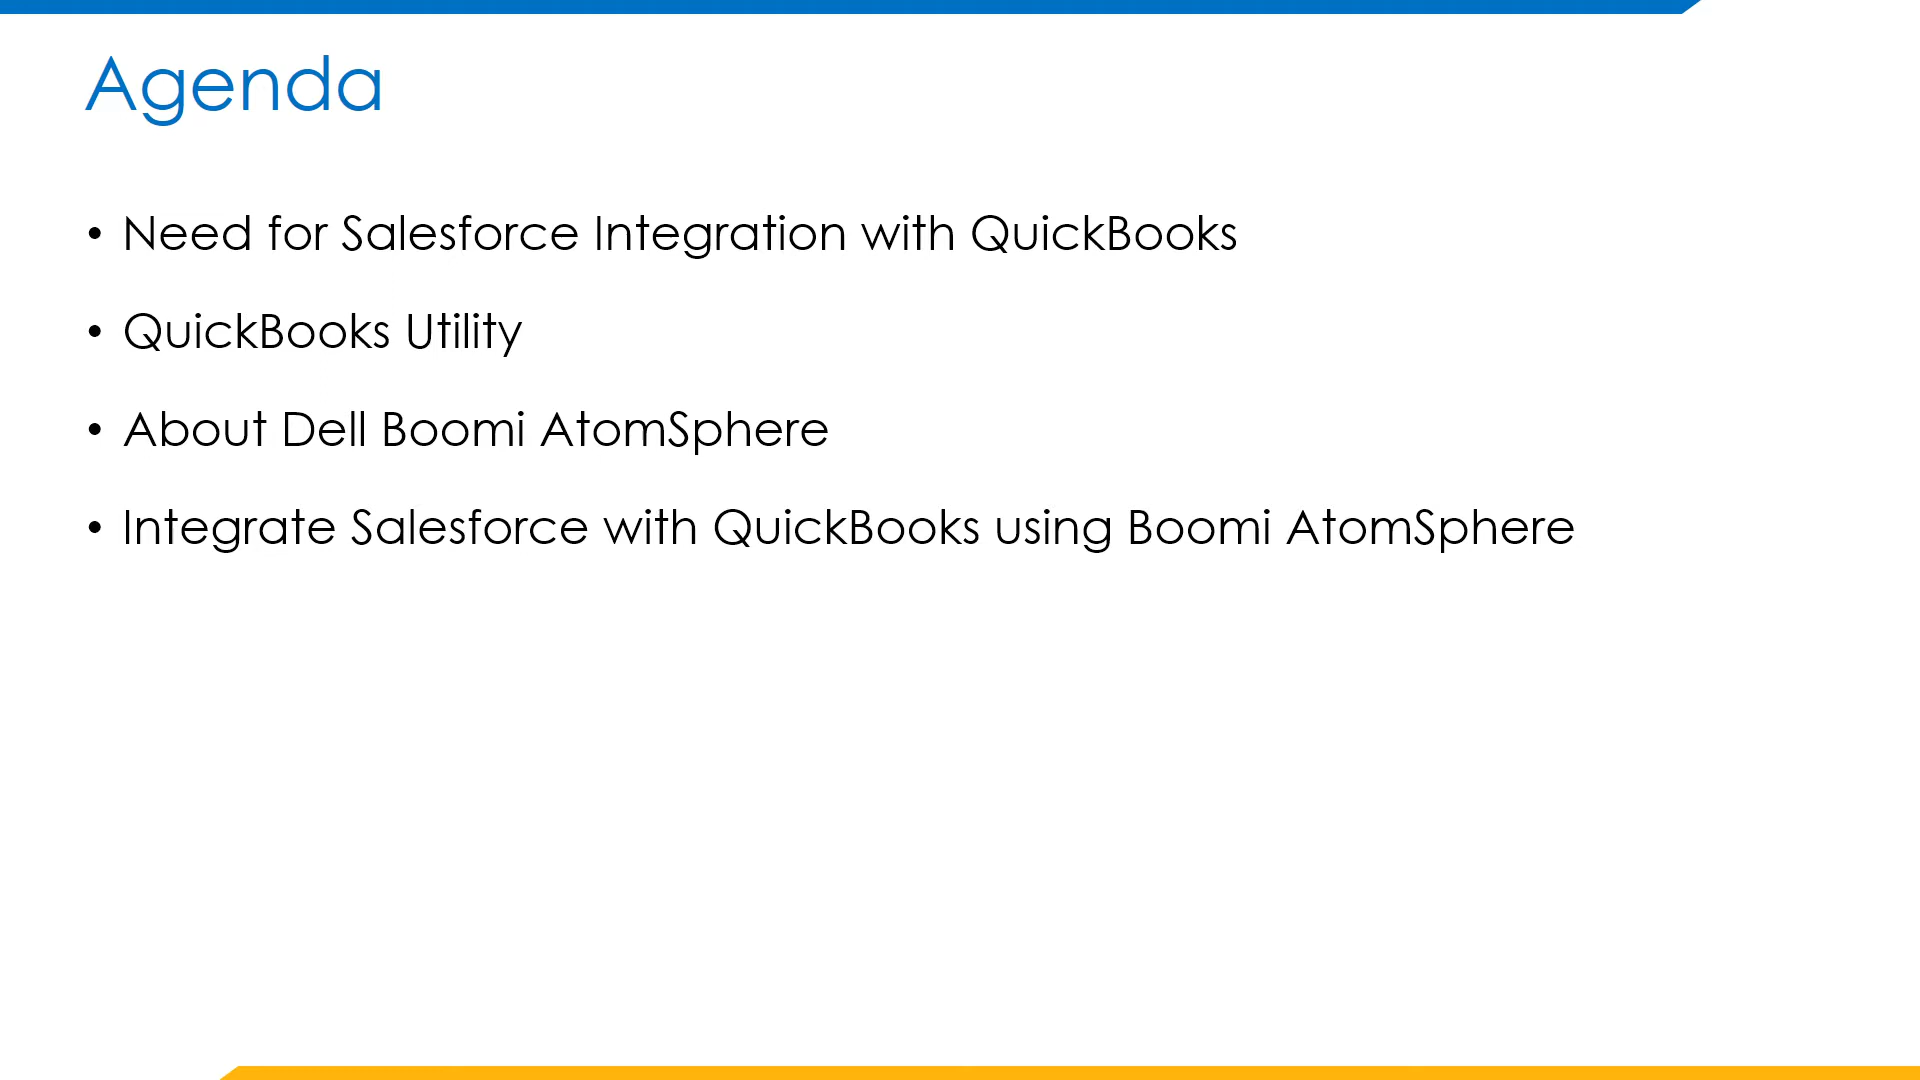 Agenda
• Need for Salesforce Integration with QuickBooks
• QuickBooks Utility
• About Dell Boomi AtomSphere
• Integrate Salesforce with QuickBooks using Boomi AtomSphere